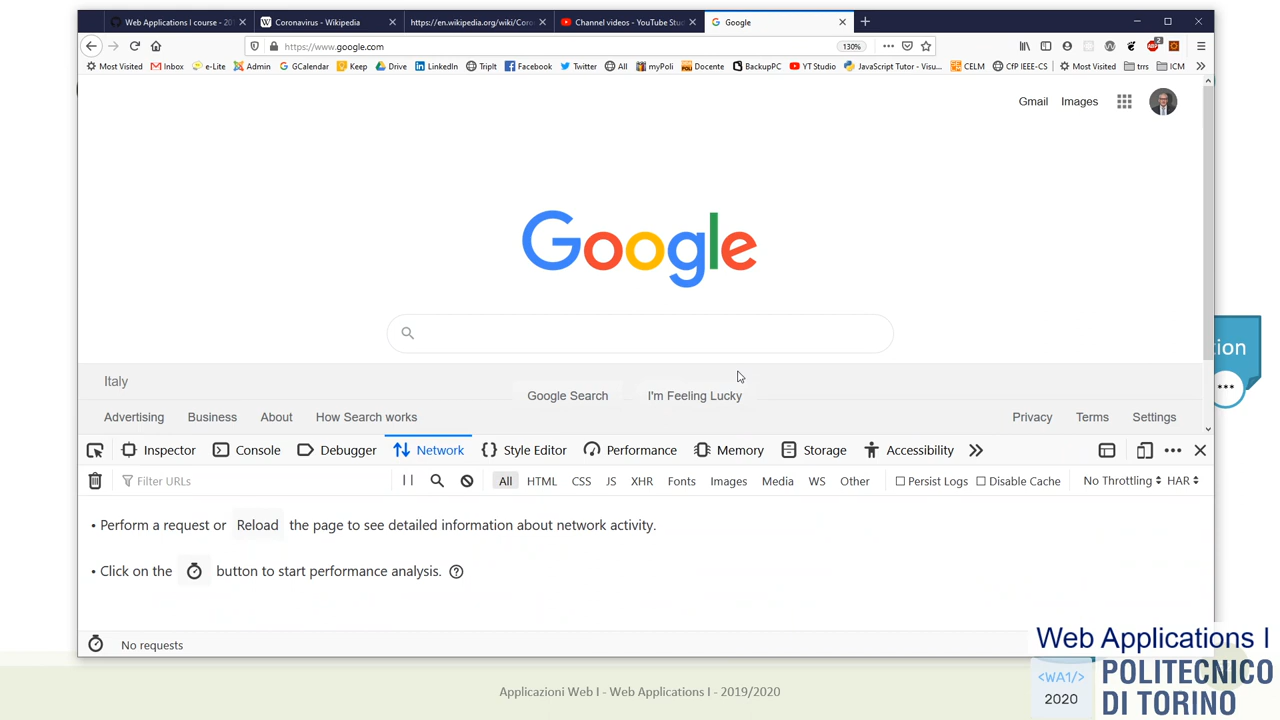 Web Applications I course - 20
Coronavirus - Wikipedia
https://en.wikipedia.org/wiki/Coro
Channel videos - YouTube Stu
Google
https://www.google.com
130%
Most Visited
Inbox
e-Lite
Admin
GCalendar
Keep
Drive
LinkedIn
TripIt
Facebook
Twitter
All
myPoli
Docente
BackupPC
YT Studio
JavaScript Tutor - Visu...
CELM
CfP IEEE-CS
Most Visited
trrs
ICM
Gmail
Images
Google
Italy
Google Search
I'm Feeling Lucky
Advertising
Business
About
How Search works
Privacy
Terms
Settings
Inspector
Console
Debugger
Network
Style Editor
Performance
Memory
Storage
Accessibility
Filter URLs
All
HTML
CSS
JS
XHR
Fonts
Images
Media
WS
Other
Persist Logs
Disable Cache
No Throttling
HAR
• Perform a request or Reload the page to see detailed information about network activity.
• Click on the button to start performance analysis.
No requests
tion
Web Applications I
<WA1/>
2020
POLITECNICO
DI TORINO
Applicazioni Web I - Web Applications I - 2019/2020